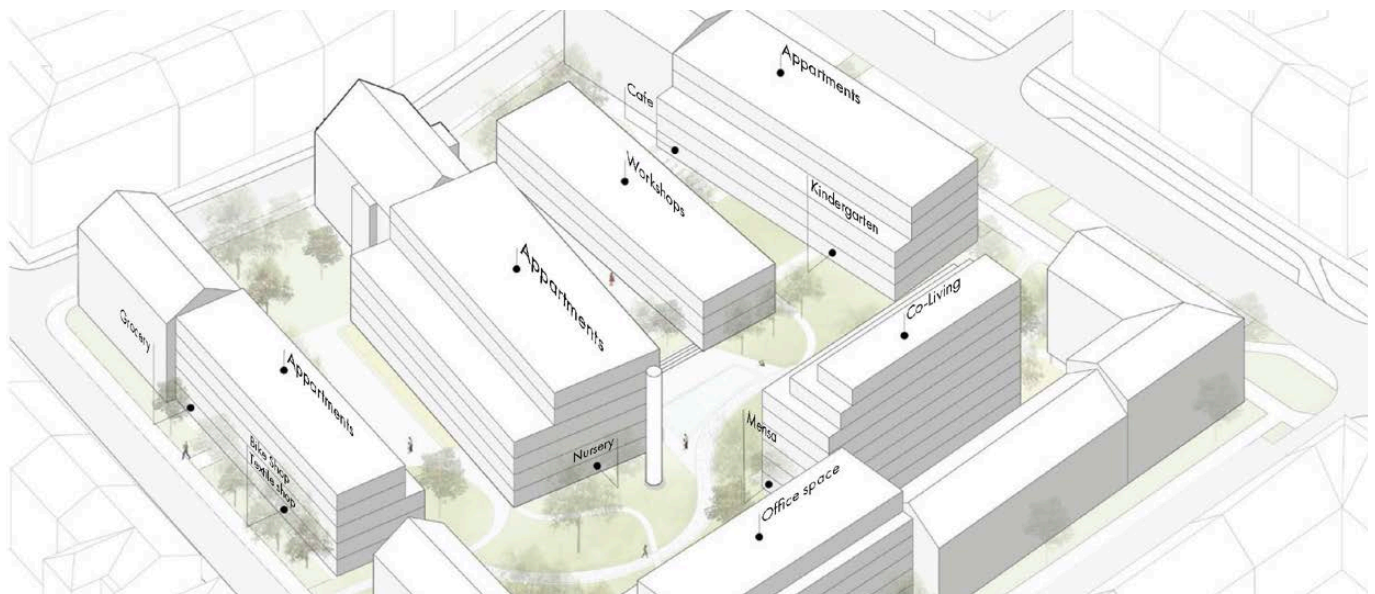 Appartments
Cafe
Workshops
Kindergarten
Appartments
Co-Living
Grocery
Appartments
Mensa
Nursery
Bike shop
Textile shop
Office space